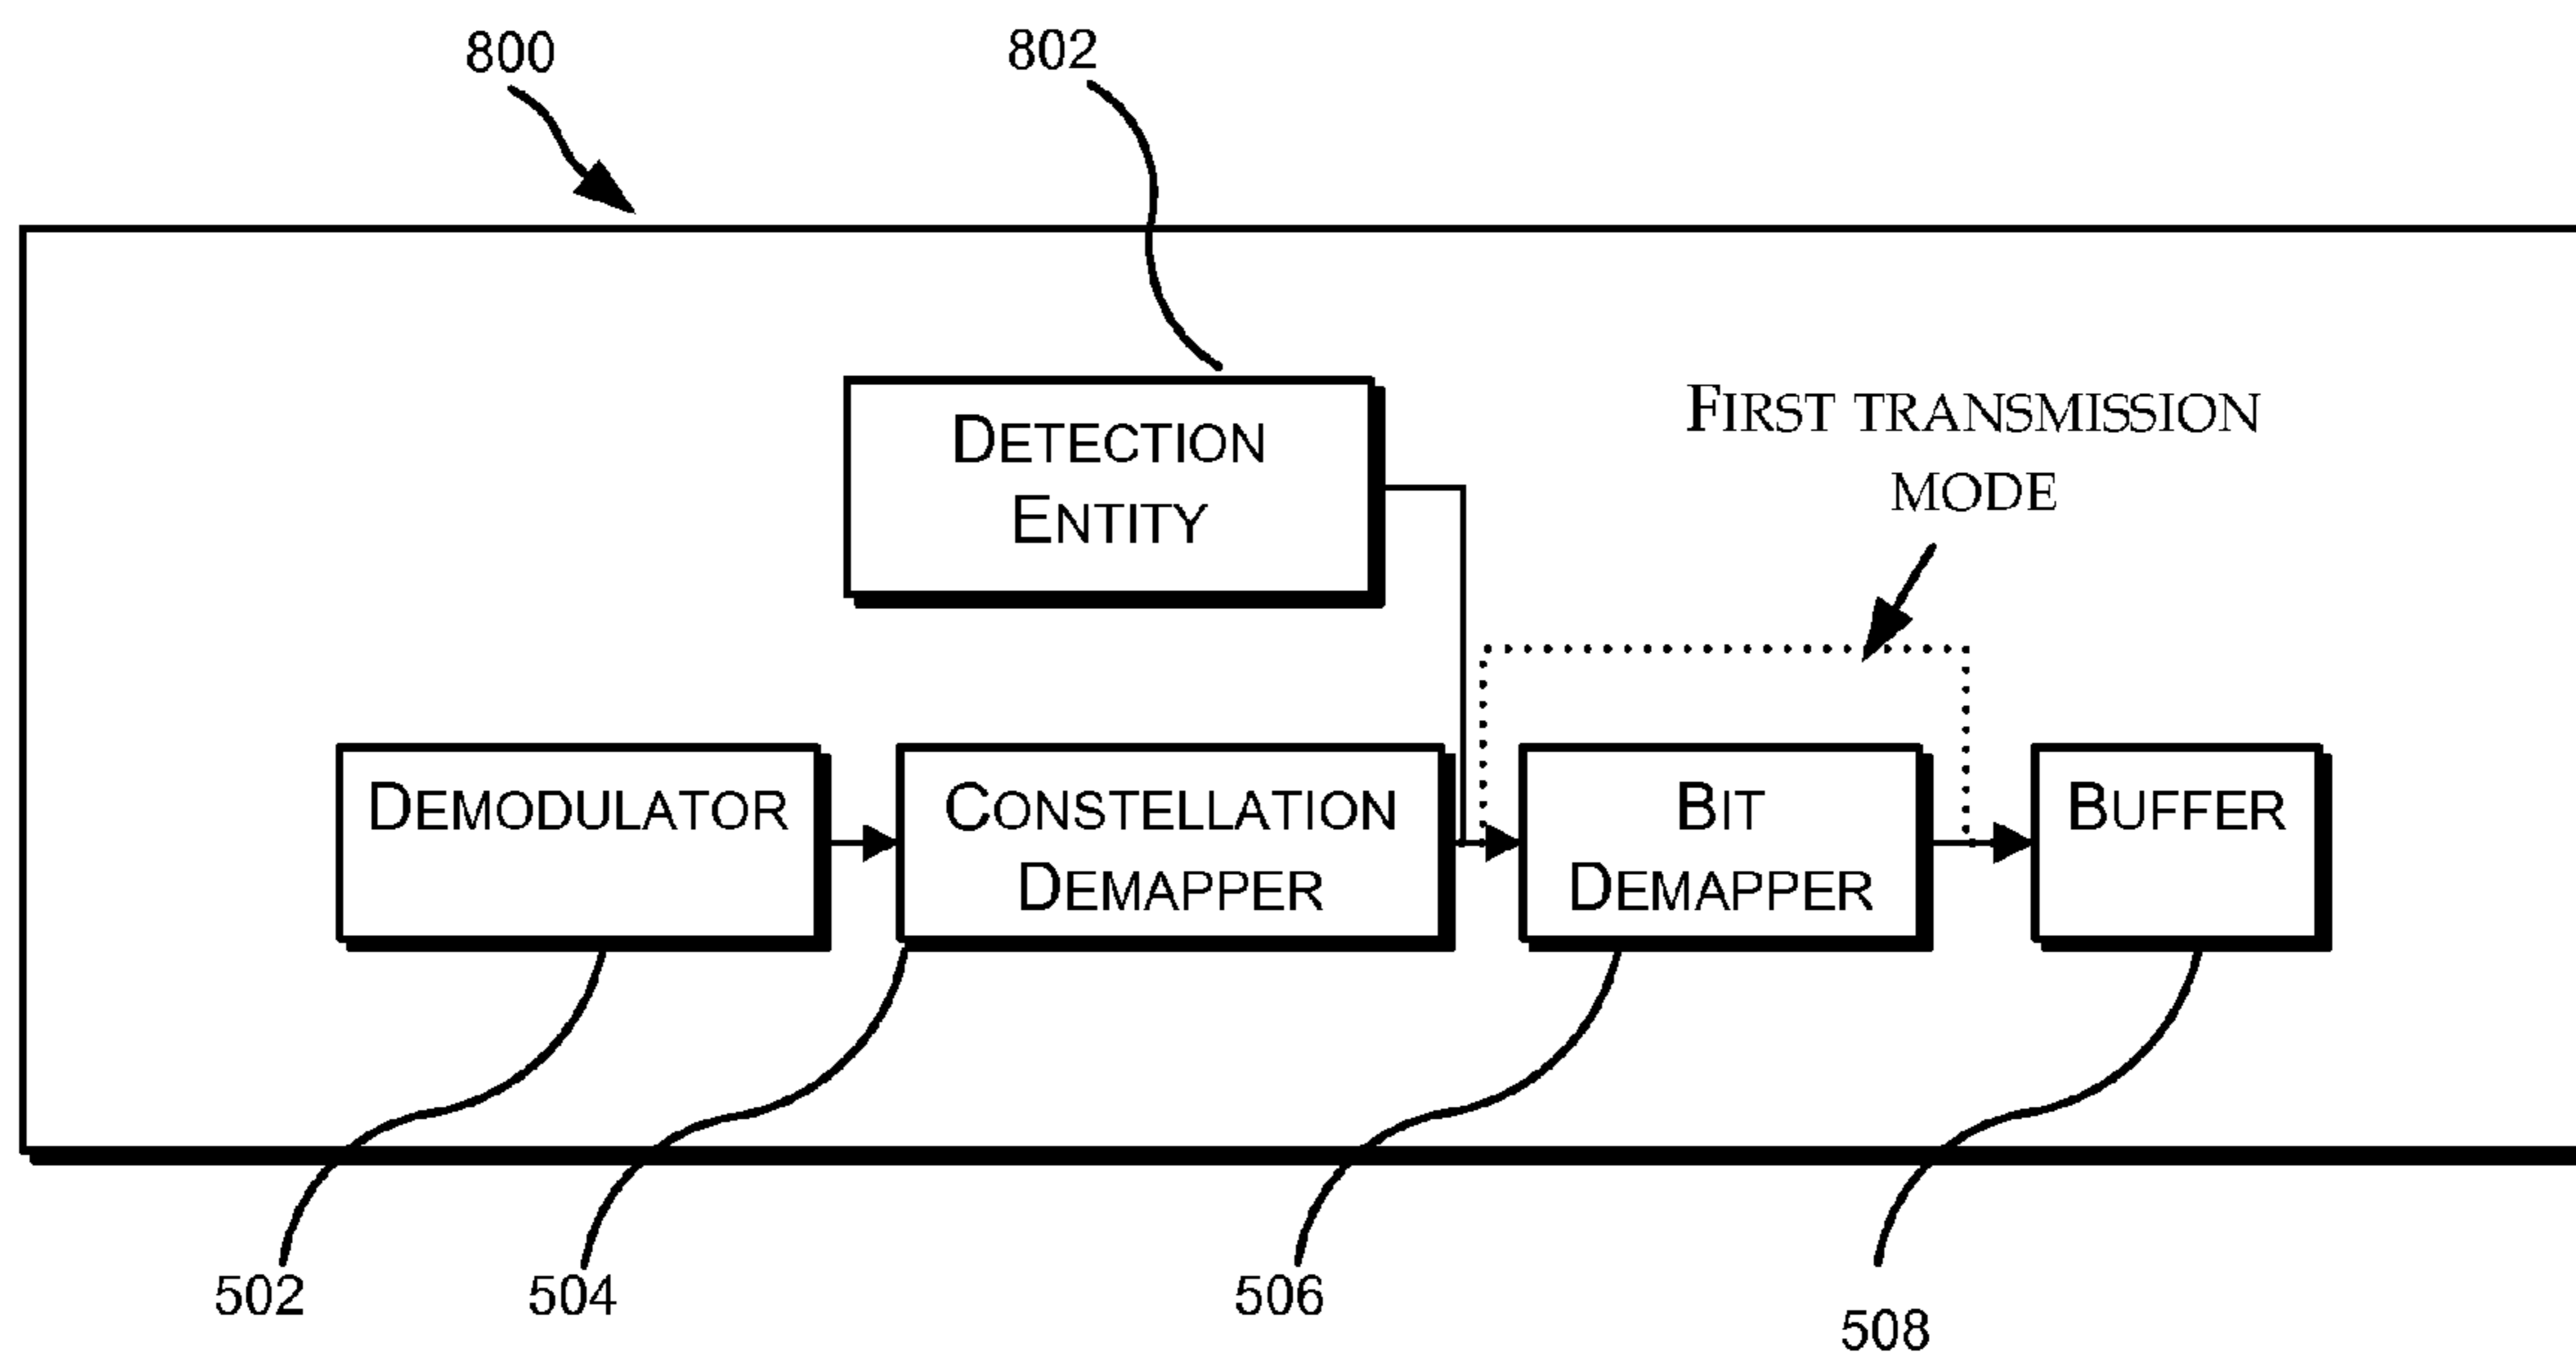 800
802
DETECTION
ENTITY
FIRST TRANSMISSION
MODE
DEMODULATOR
CONSTELLATION
DEMAPPER
BIT
DEMAPPER
BUFFER
502
504
506
508